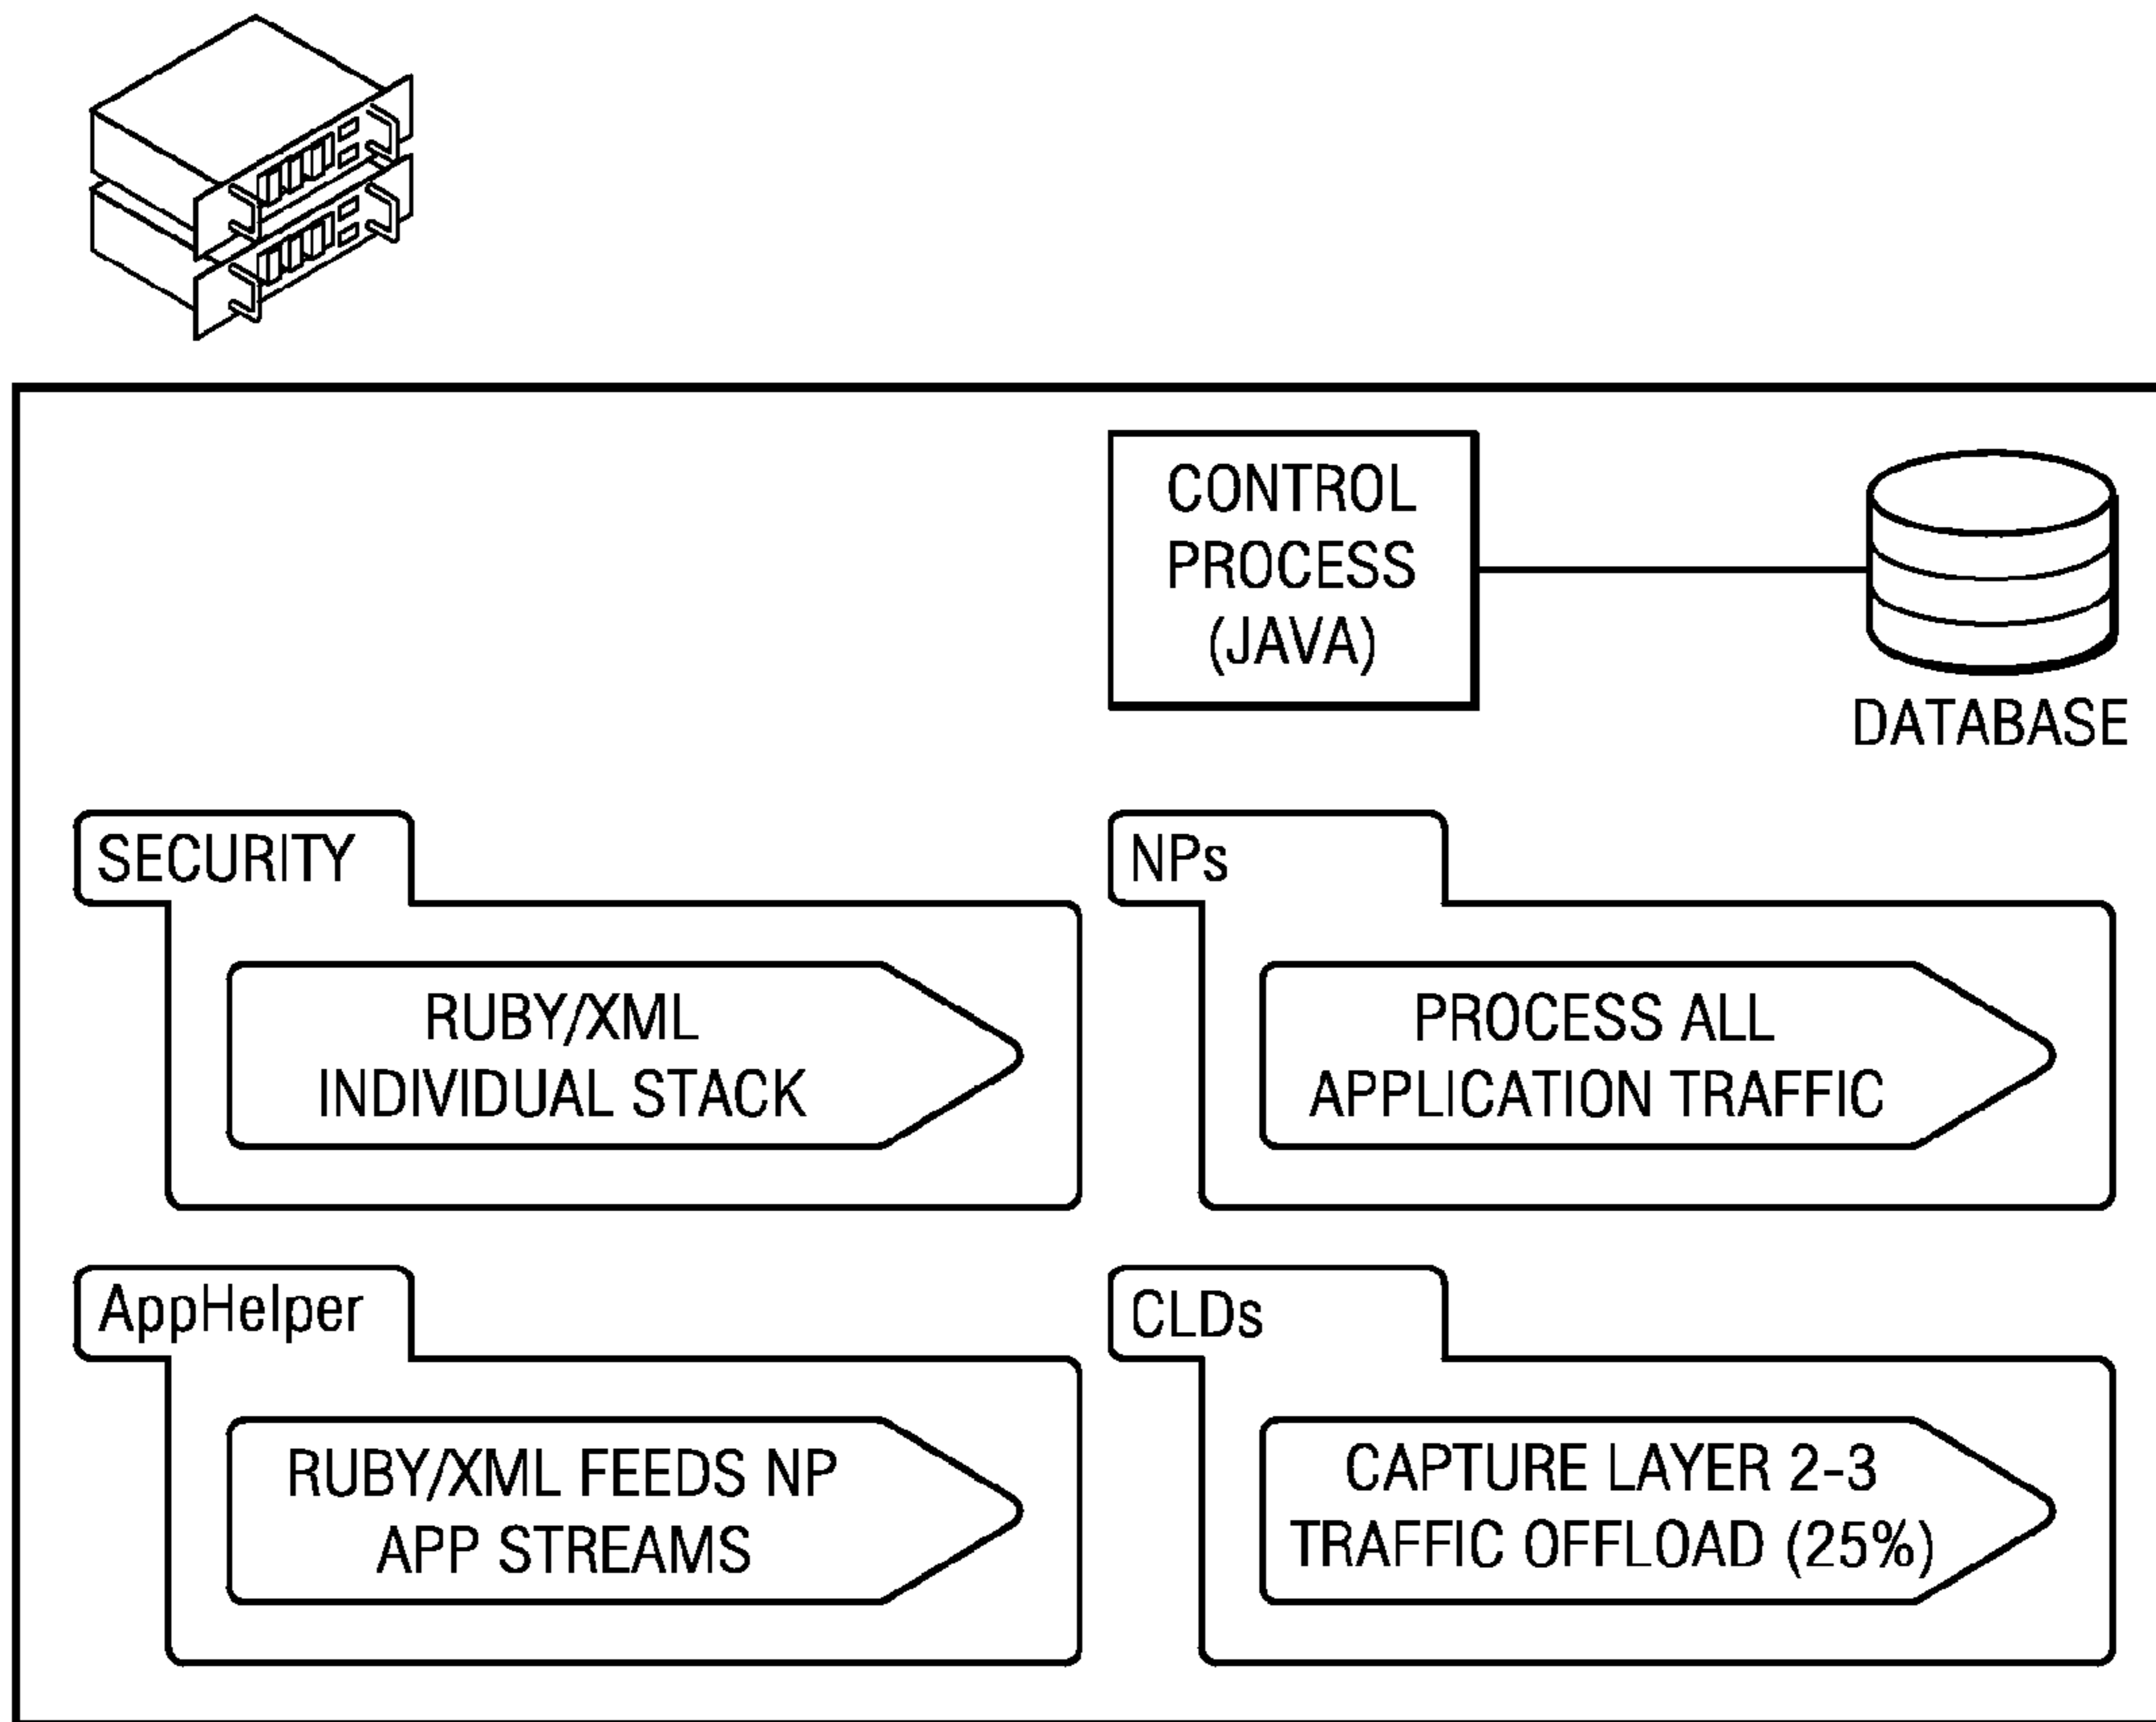 CONTROL
PROCESS
(JAVA)
DATABASE
SECURITY
RUBY/XML
INDIVIDUAL STACK
NPs
PROCESS ALL
APPLICATION TRAFFIC
AppHelper
RUBY/XML FEEDS NP
APP STREAMS
CLDs
CAPTURE LAYER 2-3
TRAFFIC OFFLOAD (25%)